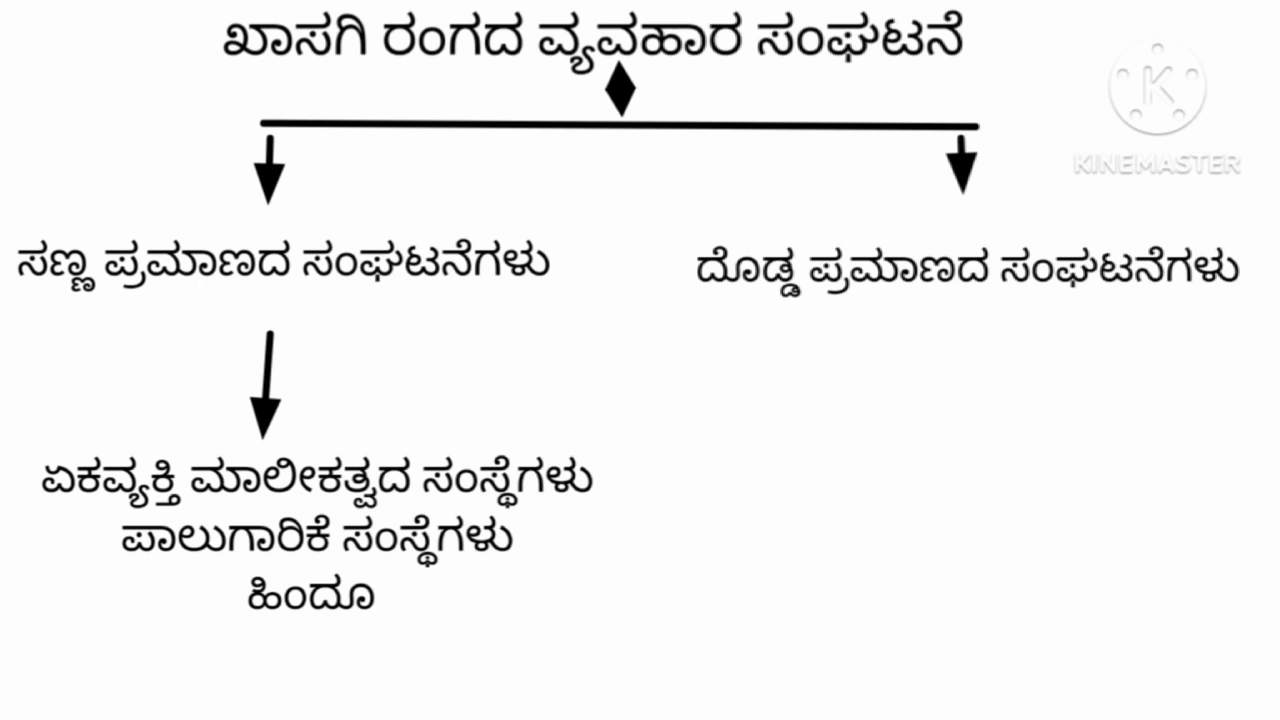 ಖಾಸಗಿ ರಂಗದ ವ್ಯವಹಾರ ಸಂಘಟನೆ
K
KINEMASTER
ಸಣ್ಣ ಪ್ರಮಾಣದ ಸಂಘಟನೆಗಳು
ದೊಡ್ಡ ಪ್ರಮಾಣದ ಸಂಘಟನೆಗಳು
ಏಕವ್ಯಕ್ತಿ ಮಾಲೀಕತ್ವದ ಸಂಸ್ಥೆಗಳು
ಪಾಲುಗಾರಿಕೆ ಸಂಸ್ಥೆಗಳು
ಹಿಂದೂ